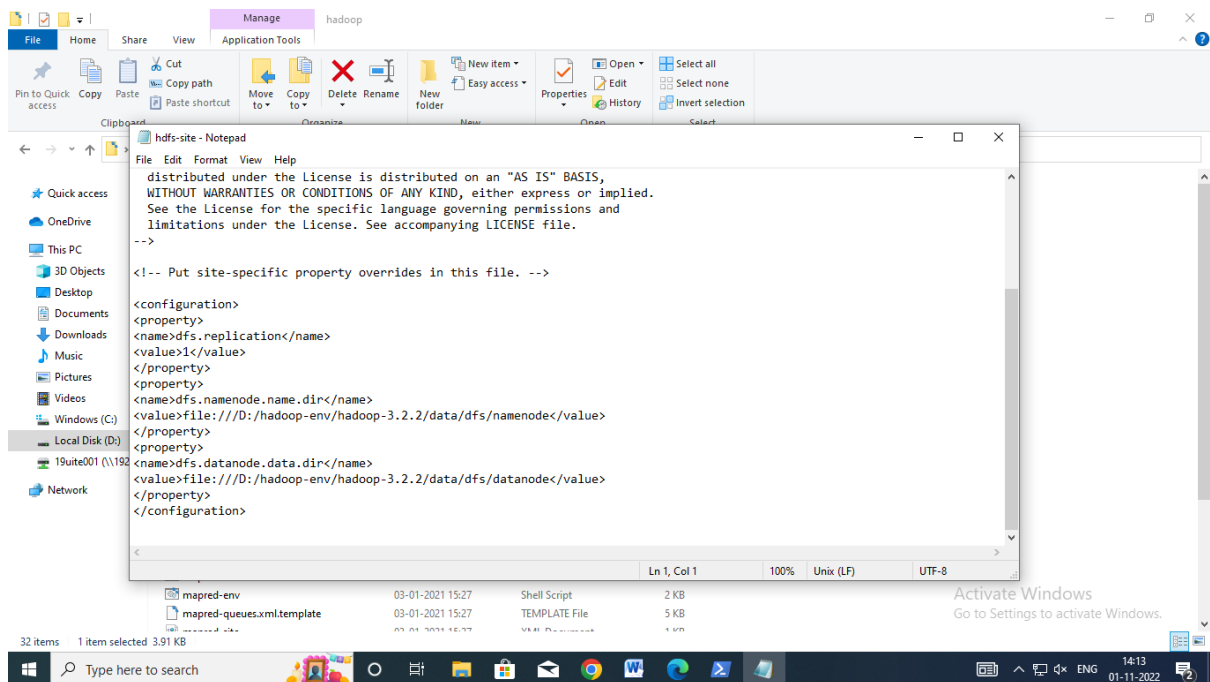 Manage
hadoop
File Home Share View Application Tools
Cut
Copy path
Paste shortcut
Pin to Quick access
Copy
Paste
Move to
Copy to
Delete
Rename
New folder
New item
Easy access
Properties
Open
Edit
History
Select all
Select none
Invert selection
Clipboard
Organize
New
Open
Select
hdfs-site - Notepad
File Edit Format View Help
distributed under the License is distributed on an "AS IS" BASIS,
WITHOUT WARRANTIES OR CONDITIONS OF ANY KIND, either express or implied.
See the License for the specific language governing permissions and
limitations under the License. See accompanying LICENSE file.
-->
<!-- Put site-specific property overrides in this file. -->
<configuration>
<property>
<name>dfs.replication</name>
<value>1</value>
</property>
<property>
<name>dfs.namenode.name.dir</name>
<value>file:///D:/hadoop-env/hadoop-3.2.2/data/dfs/namenode</value>
</property>
<property>
<name>dfs.datanode.data.dir</name>
<value>file:///D:/hadoop-env/hadoop-3.2.2/data/dfs/datanode</value>
</property>
</configuration>
Ln 1, Col 1 100% Unix (LF) UTF-8
Quick access
OneDrive
This PC
3D Objects
Desktop
Documents
Downloads
Music
Pictures
Videos
Windows (C:)
Local Disk (D:)
19uite001 (\\192
Network
mapred-env 03-01-2021 15:27 Shell Script 2 KB
mapred-queues.xml.template 03-01-2021 15:27 TEMPLATE File 5 KB
mapred-site 03-01-2021 15:27 XML Document 1 KB
Activate Windows
Go to Settings to activate Windows.
32 items 1 item selected 3.91 KB
Type here to search
ENG
14:13
01-11-2022
2